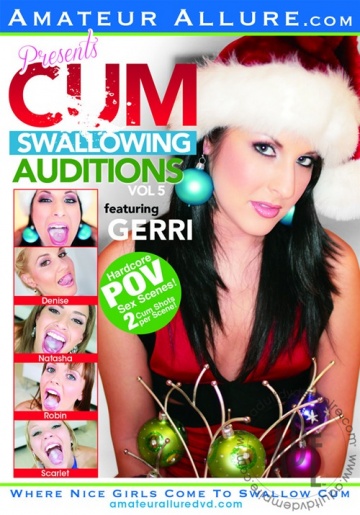 AMATEUR ALLURE.COM
Presents
CUM
SWALLOWING
AUDITIONS
VOL 5
featuring
GERRI
Hardcore
POV
Sex Scenes!
2 Cum Shots
per Scene!
Denise
Natasha
Robin
Scarlet
WHERE NICE GIRLS COME TO SWALLOW CUM
amateuralluredvd.com